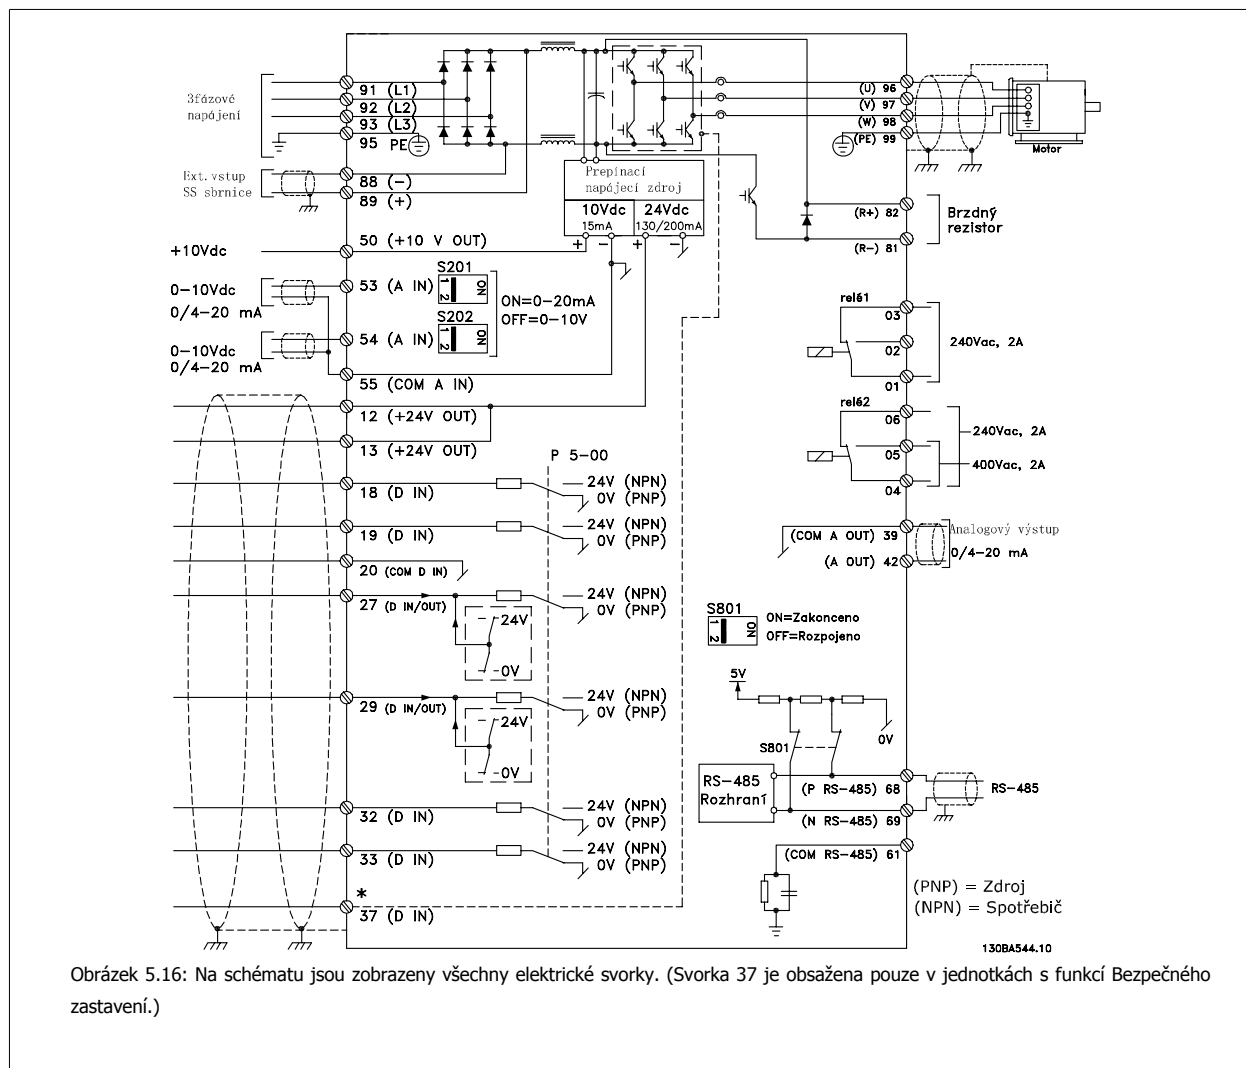 3fázové
napájení
91 (L1)
92 (L2)
93 (L3)
95 PE
Ext. vstup
SS sbrnice
88 (−)
89 (+)
Prepínací
napájecí zdroj
10Vdc
15mA
24Vdc
130/200mA
+ − + −
(U) 96
(V) 97
(W) 98
(PE) 99
Motor
(R+) 82
(R−) 81
Brzdný
rezistor
+10Vdc
50 (+10 V OUT)
0−10Vdc
0/4−20 mA
53 (A IN)
S201
1 2 ON
ON=0−20mA
OFF=0−10V
S202
1 2 ON
0−10Vdc
0/4−20 mA
54 (A IN)
55 (COM A IN)
12 (+24V OUT)
13 (+24V OUT)
relé1
03
02
01
240Vac, 2A
relé2
06
05
04
240Vac, 2A
400Vac, 2A
P 5-00
18 (D IN)
24V (NPN)
0V (PNP)
19 (D IN)
24V (NPN)
0V (PNP)
20 (COM D IN)
27 (D IN/OUT)
24V (NPN)
0V (PNP)
24V
0V
29 (D IN/OUT)
24V (NPN)
0V (PNP)
24V
0V
32 (D IN)
24V (NPN)
0V (PNP)
33 (D IN)
24V (NPN)
0V (PNP)
*
37 (D IN)
(COM A OUT) 39
(A OUT) 42
Analogový výstup
0/4−20 mA
S801
1 2 ON
ON=Zakonceno
OFF=Rozpojeno
5V
0V
S801
RS−485
Rozhraní
(P RS−485) 68
(N RS−485) 69
RS−485
(COM RS−485) 61
(PNP) = Zdroj
(NPN) = Spotřebič
130BA544.10
Obrázek 5.16: Na schématu jsou zobrazeny všechny elektrické svorky. (Svorka 37 je obsažena pouze v jednotkách s funkcí Bezpečného
zastavení.)